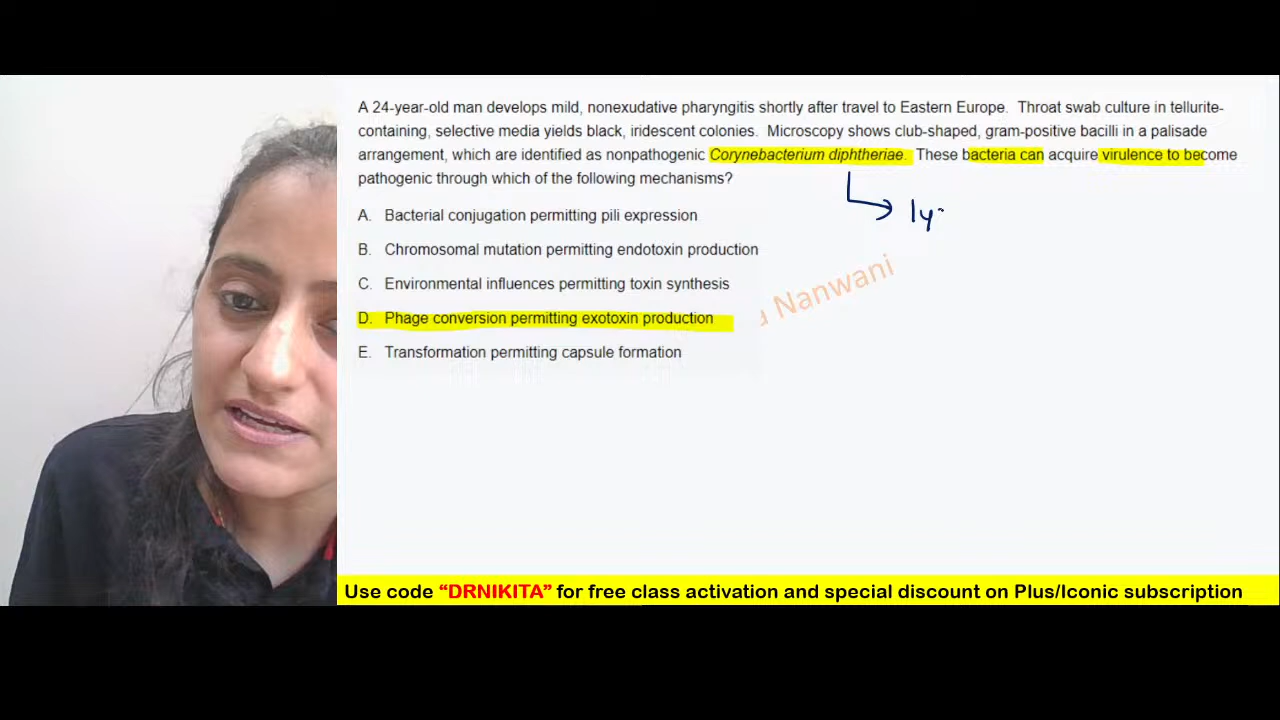 A 24-year-old man develops mild, nonexudative pharyngitis shortly after travel to Eastern Europe. Throat swab culture in tellurite-
containing, selective media yields black, iridescent colonies. Microscopy shows club-shaped, gram-positive bacilli in a palisade
arrangement, which are identified as nonpathogenic Corynebacterium diphtheriae. These bacteria can acquire virulence to become
pathogenic through which of the following mechanisms?
ly
A. Bacterial conjugation permitting pili expression
B. Chromosomal mutation permitting endotoxin production
C. Environmental influences permitting toxin synthesis
Nanwani
D. Phage conversion permitting exotoxin production
E. Transformation permitting capsule formation
Use code “DRNIKITA” for free class activation and special discount on Plus/Iconic subscription